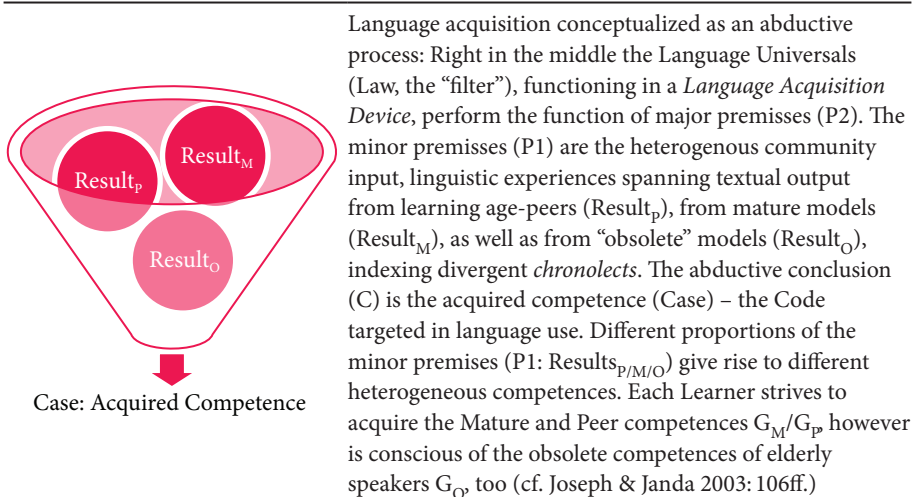 Result_P
Result_M
Result_O
Case: Acquired Competence
Language acquisition conceptualized as an abductive
process: Right in the middle the Language Universals
(Law, the “filter”), functioning in a Language Acquisition
Device, perform the function of major premisses (P2). The
minor premisses (P1) are the heterogenous community
input, linguistic experiences spanning textual output
from learning age-peers (Result_P), from mature models
(Result_M), as well as from “obsolete” models (Result_O),
indexing divergent chronolects. The abductive conclusion
(C) is the acquired competence (Case) – the Code
targeted in language use. Different proportions of the
minor premises (P1: Results_P/M/O) give rise to different
heterogeneous competences. Each Learner strives to
acquire the Mature and Peer competences G_M/G_P, however
is conscious of the obsolete competences of elderly
speakers G_O, too (cf. Joseph & Janda 2003: 106ff.)